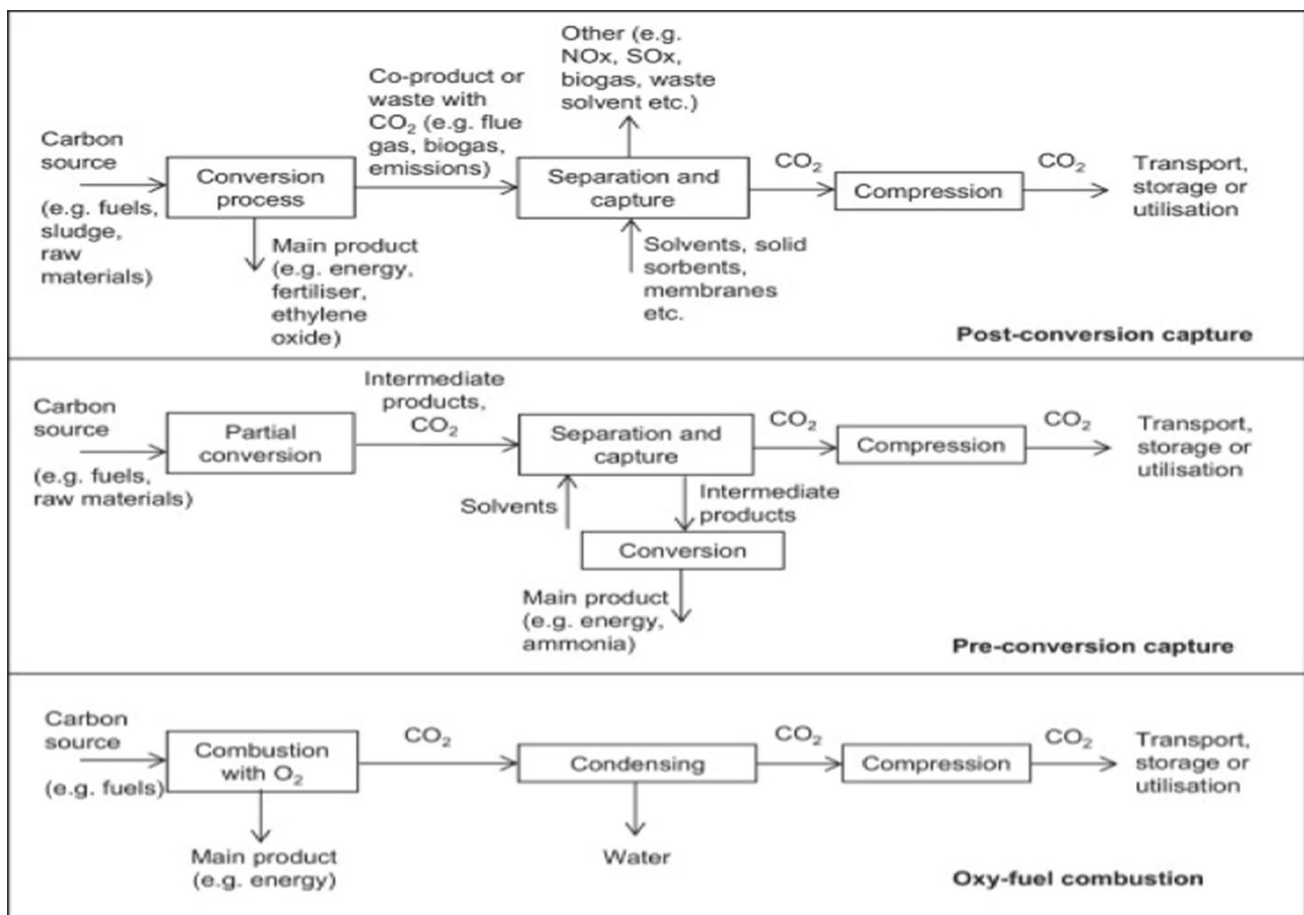 Other (e.g.
NOx, SOx,
biogas, waste
solvent etc.)
Co-product or
waste with
CO₂ (e.g. flue
gas, biogas,
emissions)
Carbon
source
(e.g. fuels,
sludge,
raw
materials)
Conversion
process
Main product
(e.g. energy,
fertiliser,
ethylene
oxide)
Separation and
capture
Solvents, solid
sorbents,
membranes
etc.
CO₂
Compression
CO₂
Transport,
storage or
utilisation
Post-conversion capture
Carbon
source
(e.g. fuels,
raw materials)
Partial
conversion
Intermediate
products,
CO₂
Separation and
capture
Solvents
Intermediate
products
Conversion
Main product
(e.g. energy,
ammonia)
CO₂
Compression
CO₂
Transport,
storage or
utilisation
Pre-conversion capture
Carbon
source
(e.g. fuels)
Combustion
with O₂
Main product
(e.g. energy)
CO₂
Condensing
Water
CO₂
Compression
CO₂
Transport,
storage or
utilisation
Oxy-fuel combustion